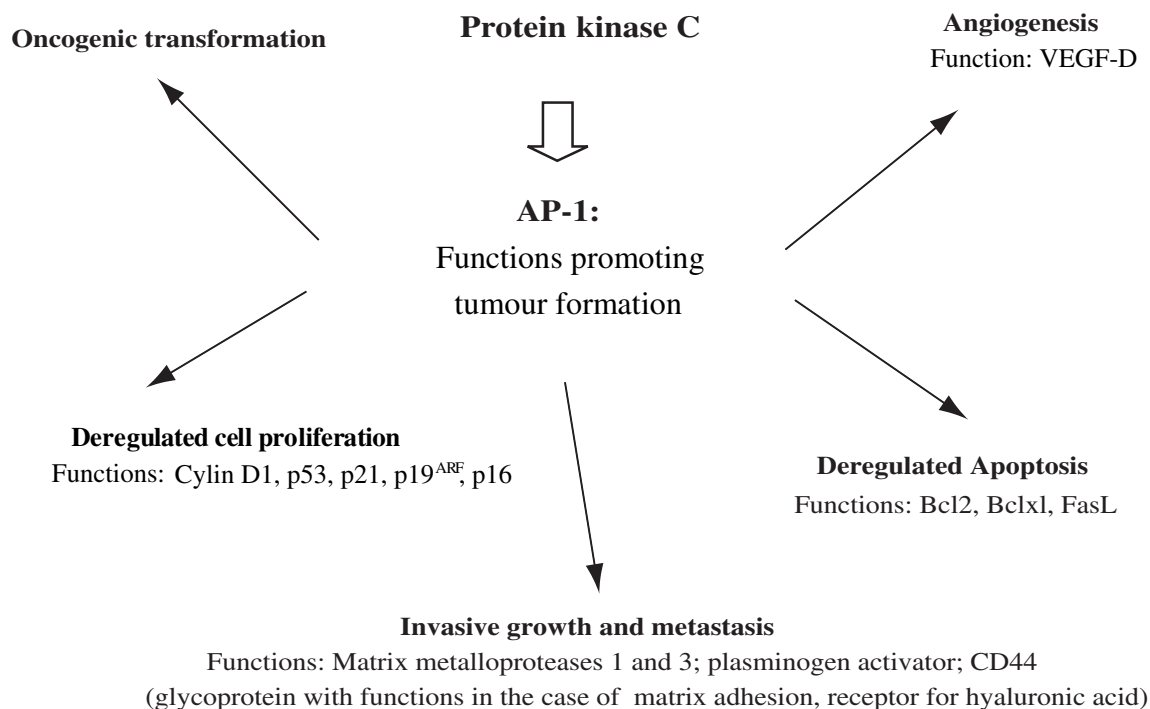 Protein kinase C
Oncogenic transformation
Angiogenesis
Function: VEGF-D
AP-1:
Functions promoting
tumour formation
Deregulated cell proliferation
Functions: Cylin D1, p53, p21, p19ARF, p16
Deregulated Apoptosis
Functions: Bcl2, Bclxl, FasL
Invasive growth and metastasis
Functions: Matrix metalloproteases 1 and 3; plasminogen activator; CD44
(glycoprotein with functions in the case of matrix adhesion, receptor for hyaluronic acid)